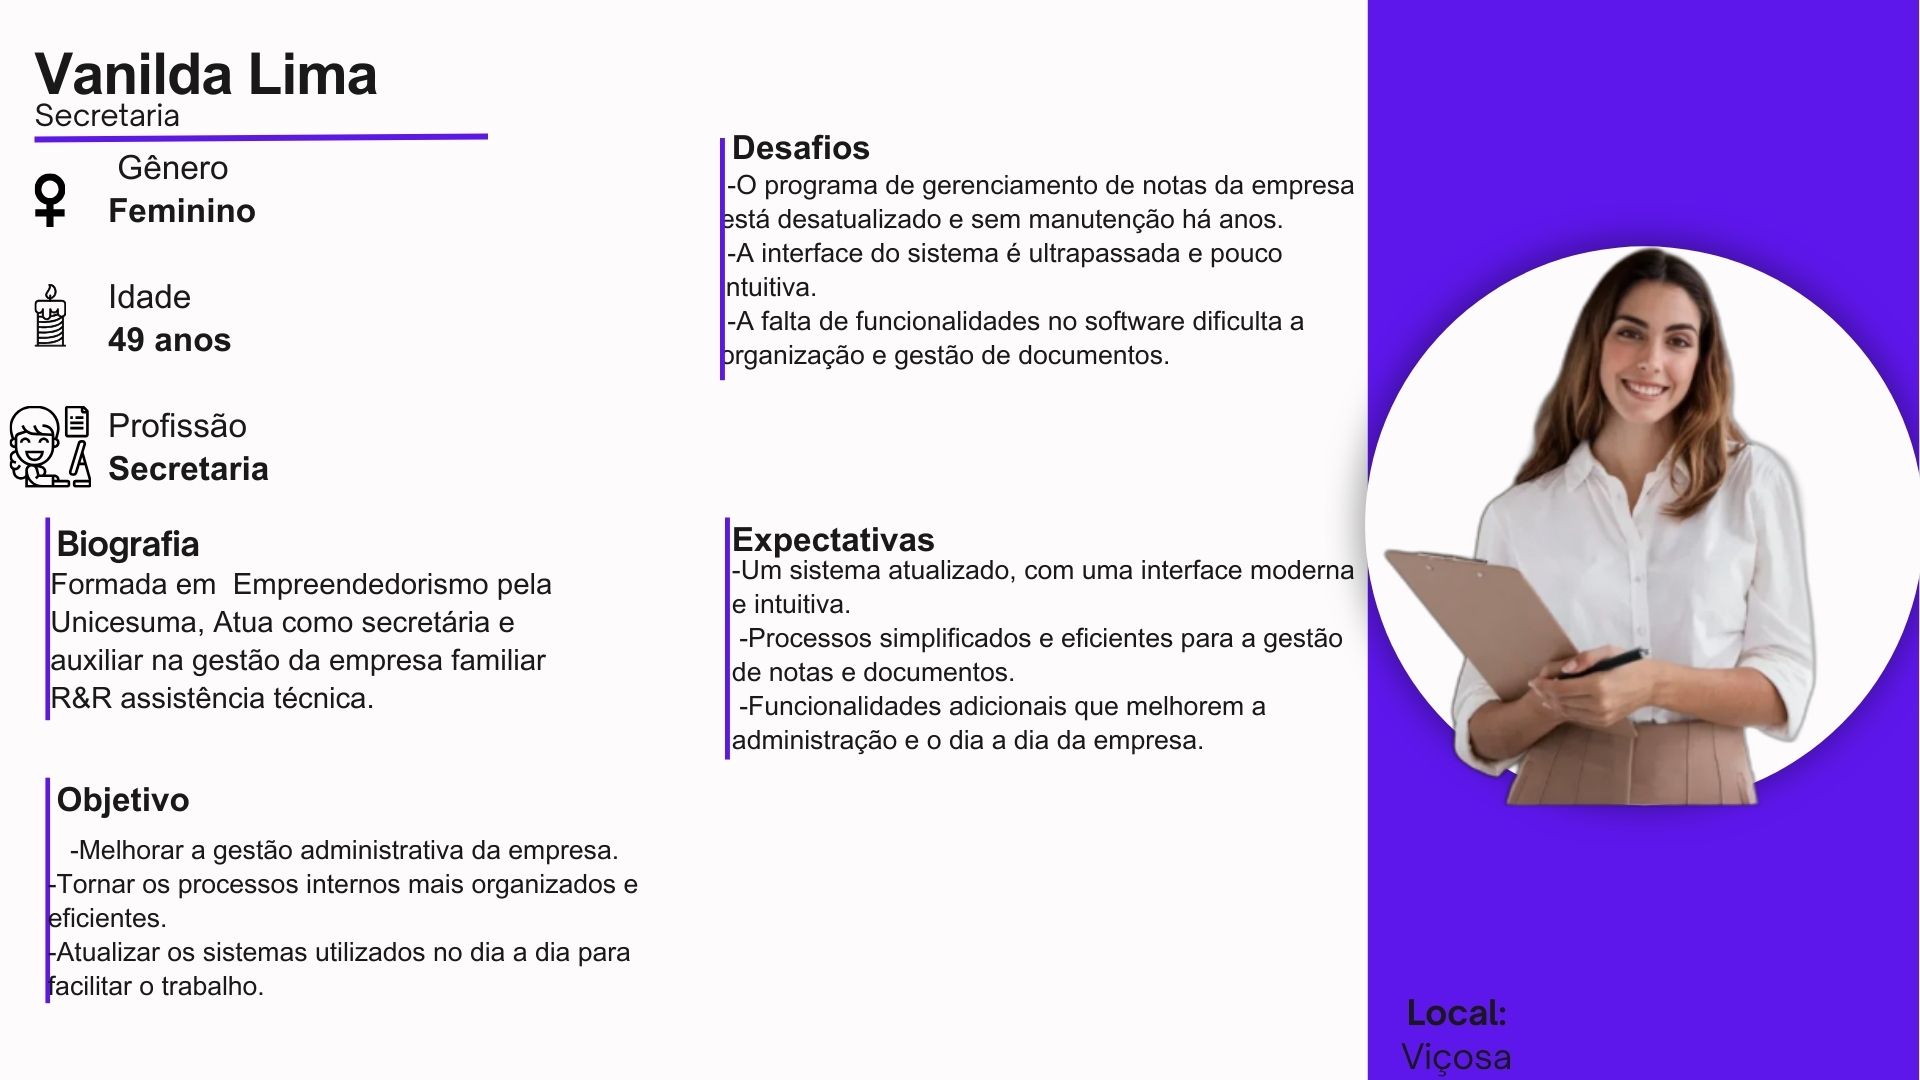 Vanilda Lima
Secretaria
Gênero
Feminino
Idade
49 anos
Profissão
Secretaria
Biografia
Formada em  Empreendedorismo pela
Unicesuma, Atua como secretária e
auxiliar na gestão da empresa familiar
R&R assistência técnica.
Objetivo
-Melhorar a gestão administrativa da empresa.
-Tornar os processos internos mais organizados e
eficientes.
-Atualizar os sistemas utilizados no dia a dia para
facilitar o trabalho.
Desafios
-O programa de gerenciamento de notas da empresa
está desatualizado e sem manutenção há anos.
-A interface do sistema é ultrapassada e pouco
intuitiva.
-A falta de funcionalidades no software dificulta a
organização e gestão de documentos.
Expectativas
-Um sistema atualizado, com uma interface moderna
e intuitiva.
-Processos simplificados e eficientes para a gestão
de notas e documentos.
-Funcionalidades adicionais que melhorem a
administração e o dia a dia da empresa.
Local:
Viçosa